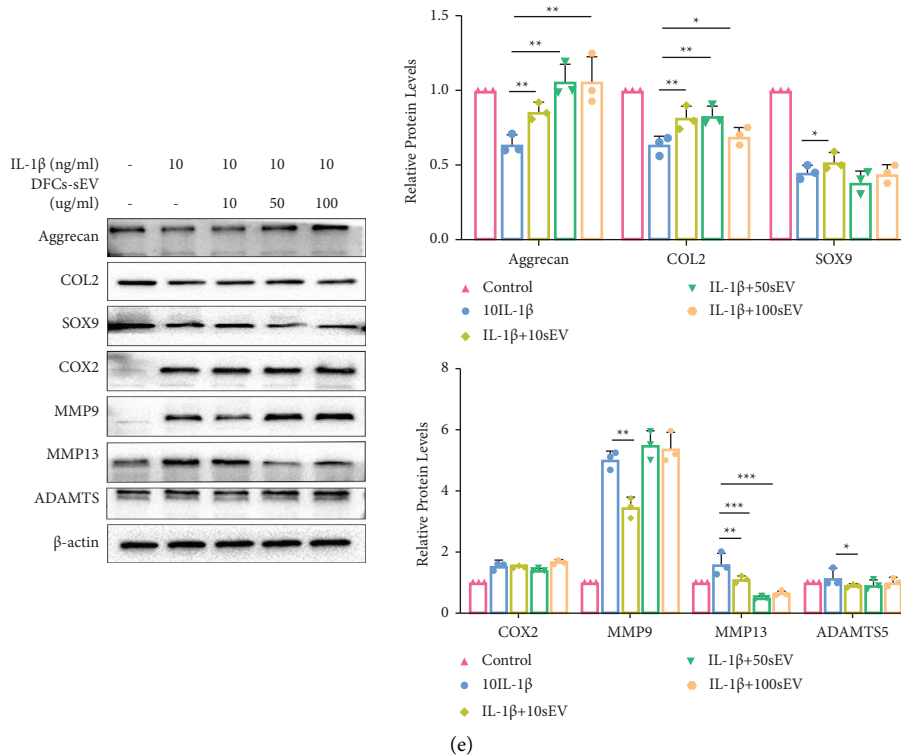 IL-1β (ng/ml) - 10 10 10 10
DFCs-sEV
(ug/ml) - - 10 50 100
Aggrecan
COL2
SOX9
COX2
MMP9
MMP13
ADAMTS
β-actin
Relative Protein Levels
1.5
1.0
0.5
0.0
**
**
**
*
**
**
*
Aggrecan COL2 SOX9
Control
10IL-1β
IL-1β+10sEV
IL-1β+50sEV
IL-1β+100sEV
Relative Protein Levels
8
6
4
2
0
**
***
***
**
*
COX2 MMP9 MMP13 ADAMTS5
Control
10IL-1β
IL-1β+10sEV
IL-1β+50sEV
IL-1β+100sEV
(e)